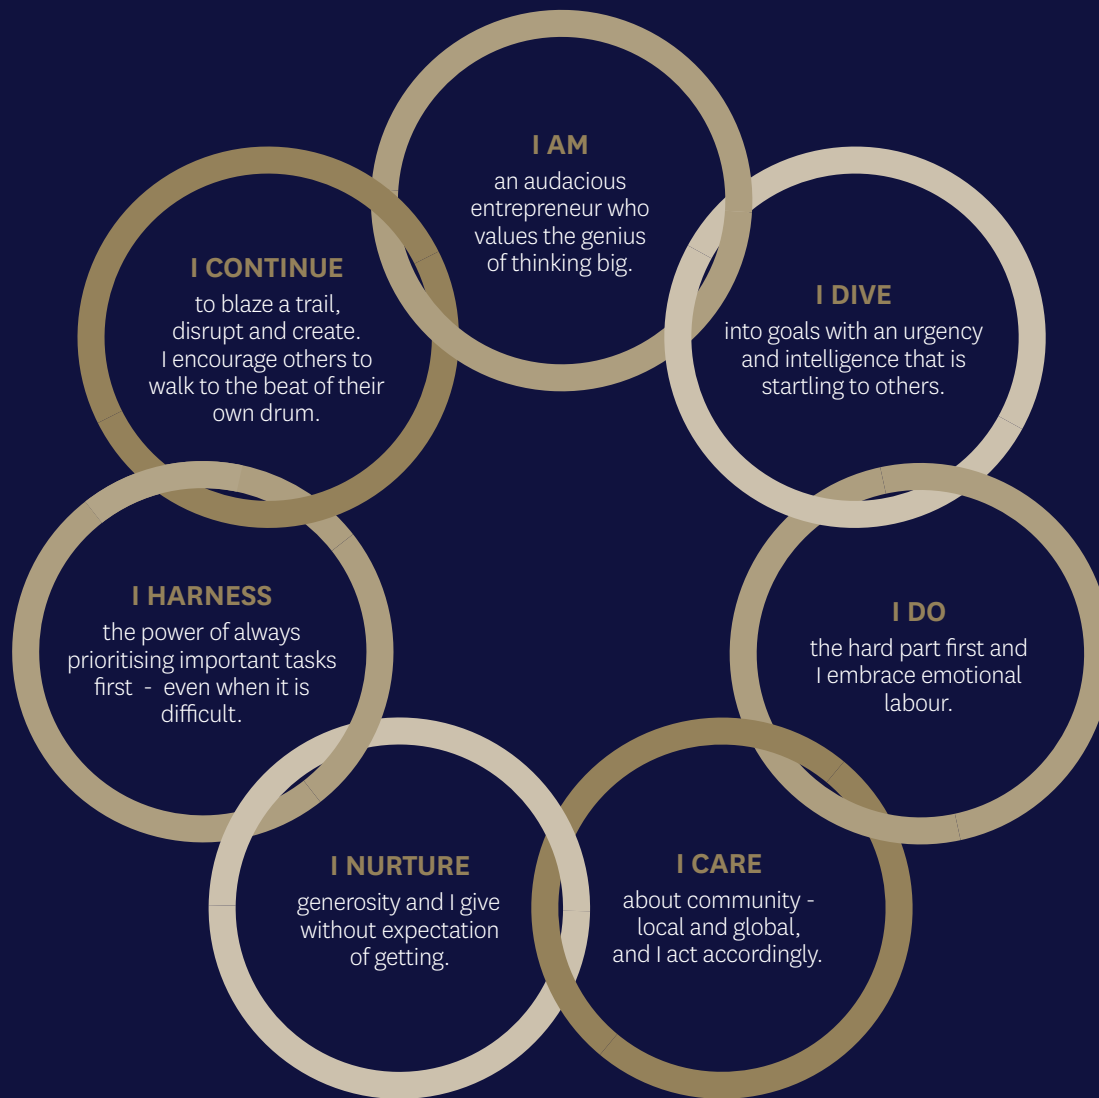 I AM
an audacious
entrepreneur who
values the genius
of thinking big.
I DIVE
into goals with an urgency
and intelligence that is
startling to others.
I DO
the hard part first and
I embrace emotional
labour.
I CARE
about community -
local and global,
and I act accordingly.
I NURTURE
generosity and I give
without expectation
of getting.
I HARNESS
the power of always
prioritising important tasks
first - even when it is
difficult.
I CONTINUE
to blaze a trail,
disrupt and create.
I encourage others to
walk to the beat of their
own drum.